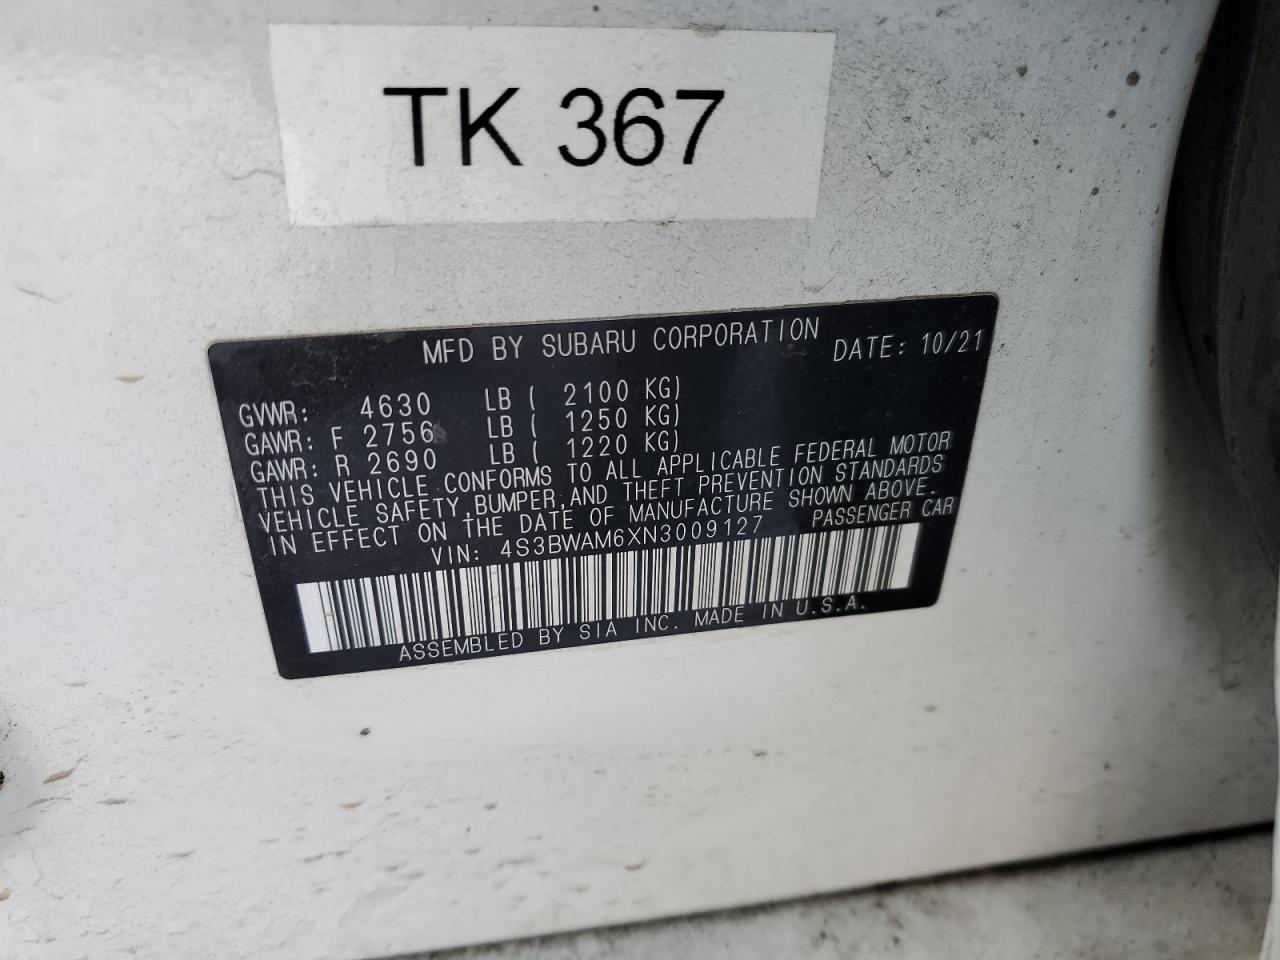 TK 367
MFD BY SUBARU CORPORATION DATE: 10/21
GVWR: 4630 LB ( 2100 KG)
GAWR: F 2756 LB ( 1250 KG)
GAWR: R 2690 LB ( 1220 KG)
THIS VEHICLE CONFORMS TO ALL APPLICABLE FEDERAL MOTOR
VEHICLE SAFETY,BUMPER,AND THEFT PREVENTION STANDARDS
IN EFFECT ON THE DATE OF MANUFACTURE SHOWN ABOVE.
VIN: 4S3BWAM6XN3009127 PASSENGER CAR
ASSEMBLED BY SIA INC. MADE IN U.S.A.